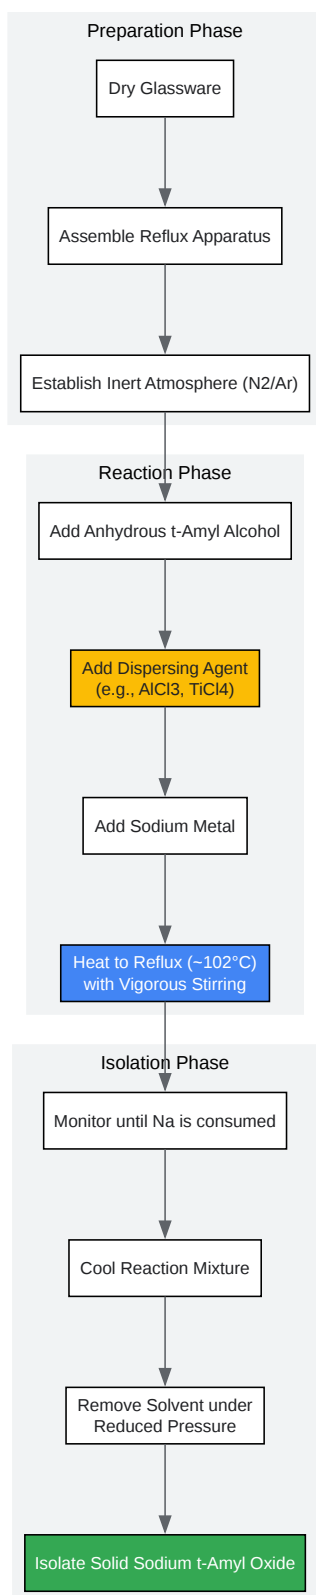 Preparation Phase
Dry Glassware
Assemble Reflux Apparatus
Establish Inert Atmosphere (N2/Ar)
Reaction Phase
Add Anhydrous t-Amyl Alcohol
Add Dispersing Agent
(e.g., AlCl3, TiCl4)
Add Sodium Metal
Heat to Reflux (~102°C)
with Vigorous Stirring
Isolation Phase
Monitor until Na is consumed
Cool Reaction Mixture
Remove Solvent under
Reduced Pressure
Isolate Solid Sodium t-Amyl Oxide